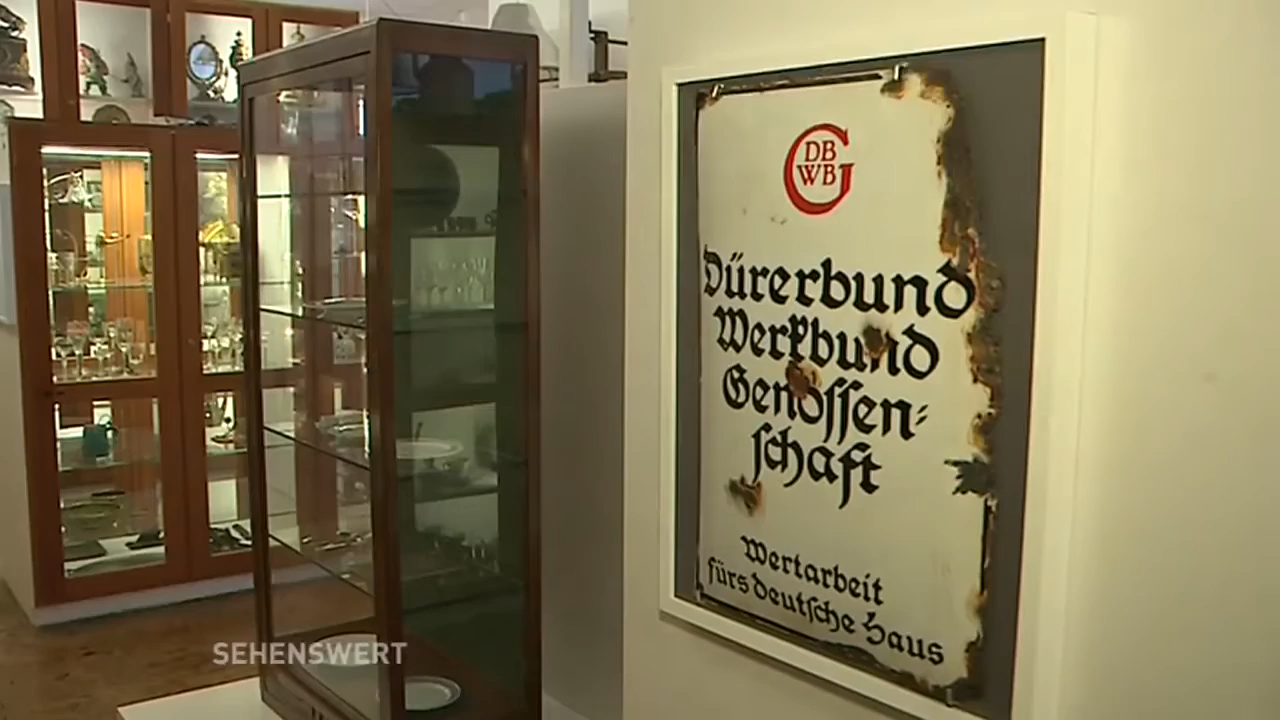 DB
WB
G
Dürerbund
Werkbund
Genoſſen⸗
ſchaft
Wertarbeit
fürs deutſche Haus
SEHENSWERT